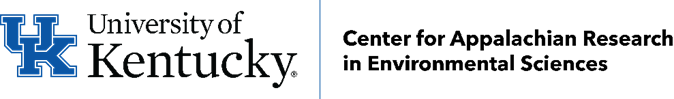 UK
University of
Kentucky®
Center for Appalachian Research
in Environmental Sciences